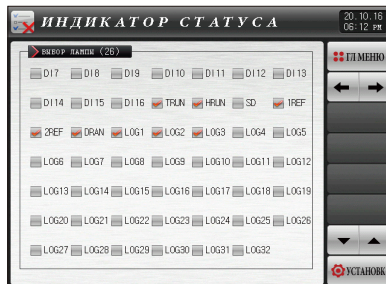 ИНДИКАТОР СТАТУСА
20.10.16
06:12 PM
ВЫБОР ЛАМПЫ (26)
DI7 DI8 DI9 DI10 DI11 DI12 DI13
DI14 DI15 DI16 TRUN HRUN SD 1REF
2REF DRAN LOG1 LOG2 LOG3 LOG4 LOG5
LOG6 LOG7 LOG8 LOG9 LOG10 LOG11 LOG12
LOG13 LOG14 LOG15 LOG16 LOG17 LOG18 LOG19
LOG20 LOG21 LOG22 LOG23 LOG24 LOG25 LOG26
LOG27 LOG28 LOG29 LOG30 LOG31 LOG32
ГЛ МЕНЮ
УСТАНОВК